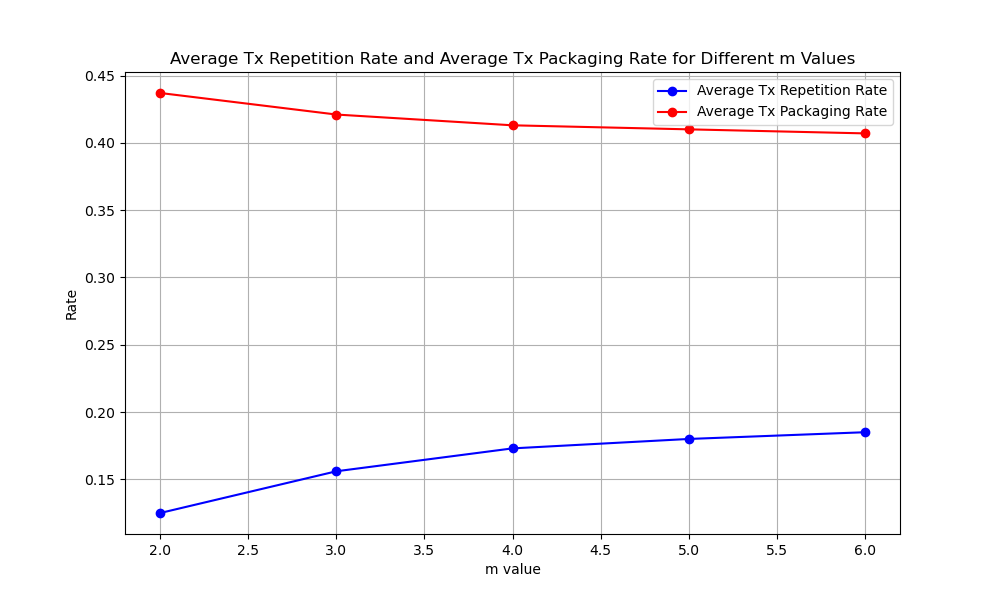 Average Tx Repetition Rate and Average Tx Packaging Rate for Different m Values
Average Tx Repetition Rate
Average Tx Packaging Rate
Rate
0.45
0.40
0.35
0.30
0.25
0.20
0.15
2.0 2.5 3.0 3.5 4.0 4.5 5.0 5.5 6.0
m value